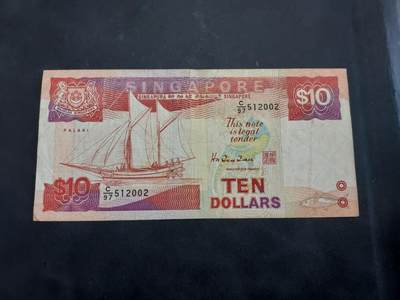 SINGAPORE
C/97 512002
$10
PALARI
This note
is legal
tender
$10
C/97 512002
TEN
DOLLARS